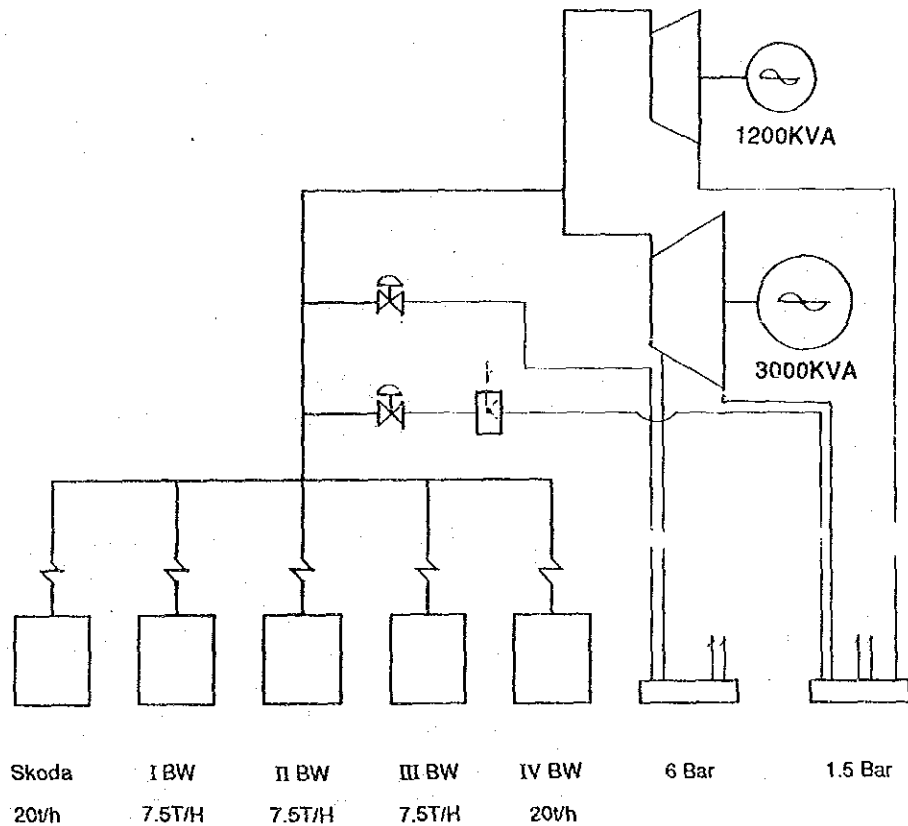 1200KVA
3000KVA
Skoda I BW II BW III BW IV BW 6 Bar 1.5 Bar
20t/h 7.5T/H 7.5T/H 7.5T/H 20t/h